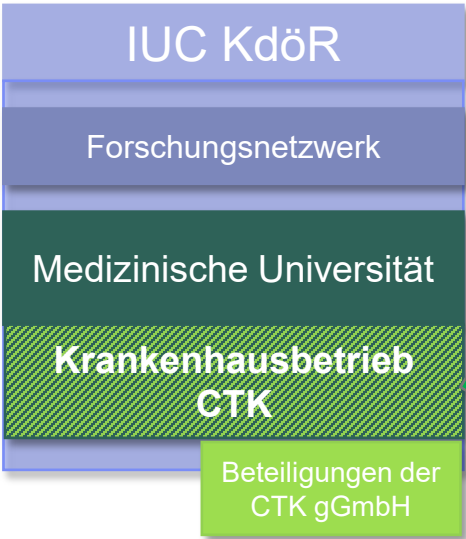 IUC KdöR
Forschungsnetzwerk
Medizinische Universität
Krankenhausbetrieb
CTK
Beteiligungen der
CTK gGmbH